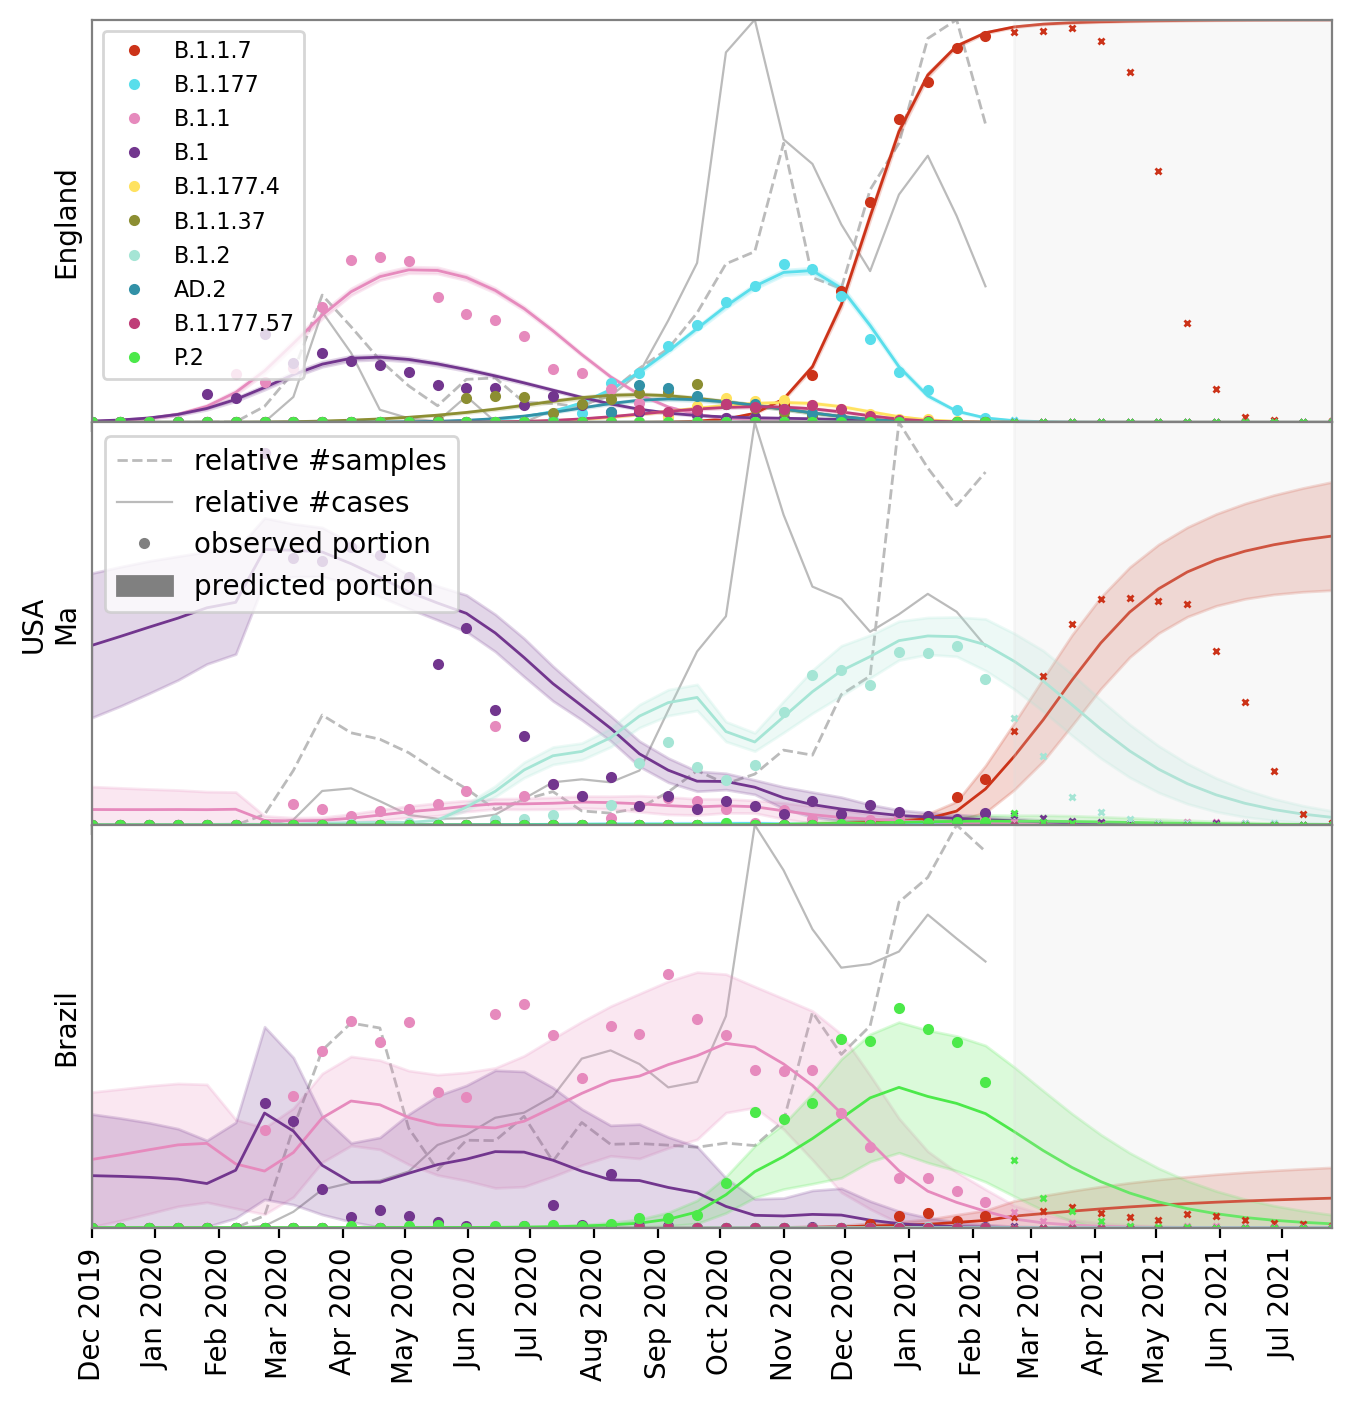 England
B.1.1.7
B.1.177
B.1.1
B.1
B.1.177.4
B.1.1.37
B.1.2
AD.2
B.1.177.57
P.2
USA
Ma
relative #samples
relative #cases
observed portion
predicted portion
Brazil
Dec 2019
Jan 2020
Feb 2020
Mar 2020
Apr 2020
May 2020
Jun 2020
Jul 2020
Aug 2020
Sep 2020
Oct 2020
Nov 2020
Dec 2020
Jan 2021
Feb 2021
Mar 2021
Apr 2021
May 2021
Jun 2021
Jul 2021